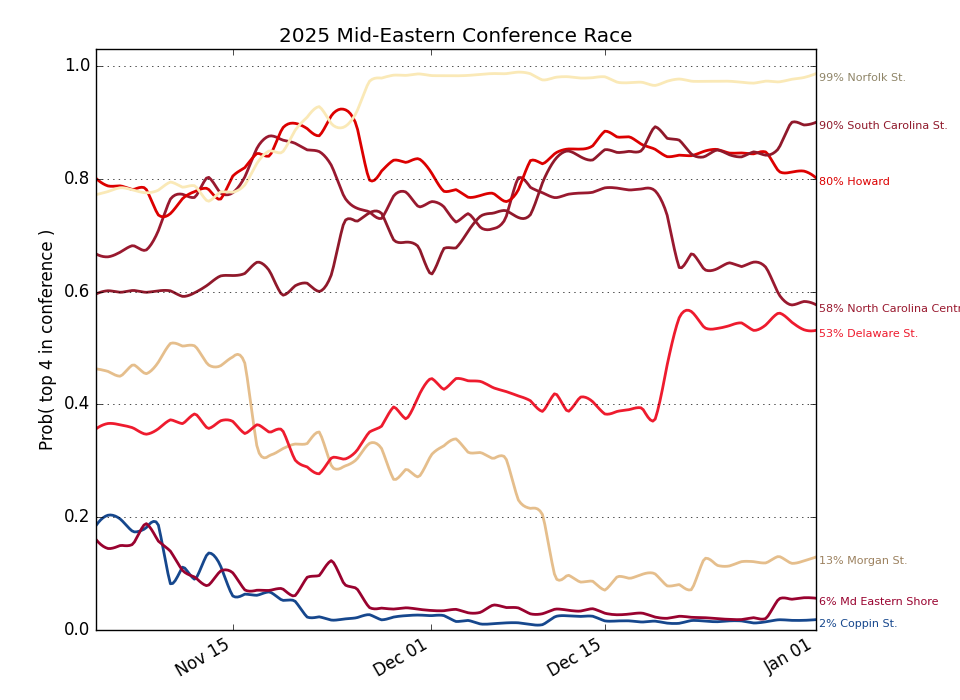 2025 Mid-Eastern Conference Race
Prob( top 4 in conference )
1.0
0.8
0.6
0.4
0.2
0.0
Nov 15
Dec 01
Dec 15
Jan 01
99% Norfolk St.
90% South Carolina St.
80% Howard
58% North Carolina Centr
53% Delaware St.
13% Morgan St.
6% Md Eastern Shore
2% Coppin St.